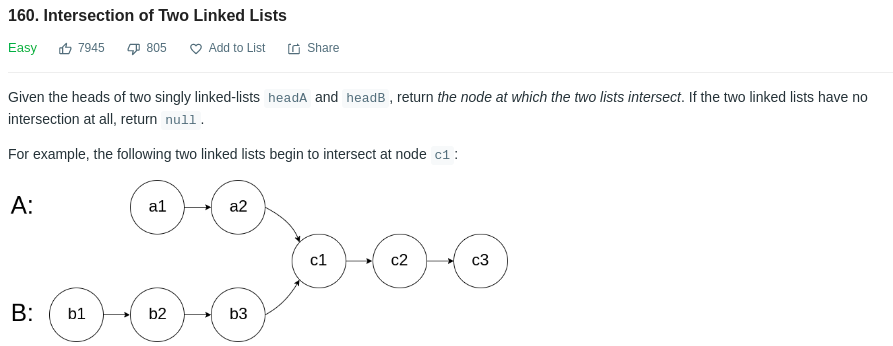 160. Intersection of Two Linked Lists
Easy 7945 805 Add to List Share
Given the heads of two singly linked-lists headA and headB, return the node at which the two lists intersect. If the two linked lists have no
intersection at all, return null.
For example, the following two linked lists begin to intersect at node c1:
A: a1 a2
c1 c2 c3
B: b1 b2 b3